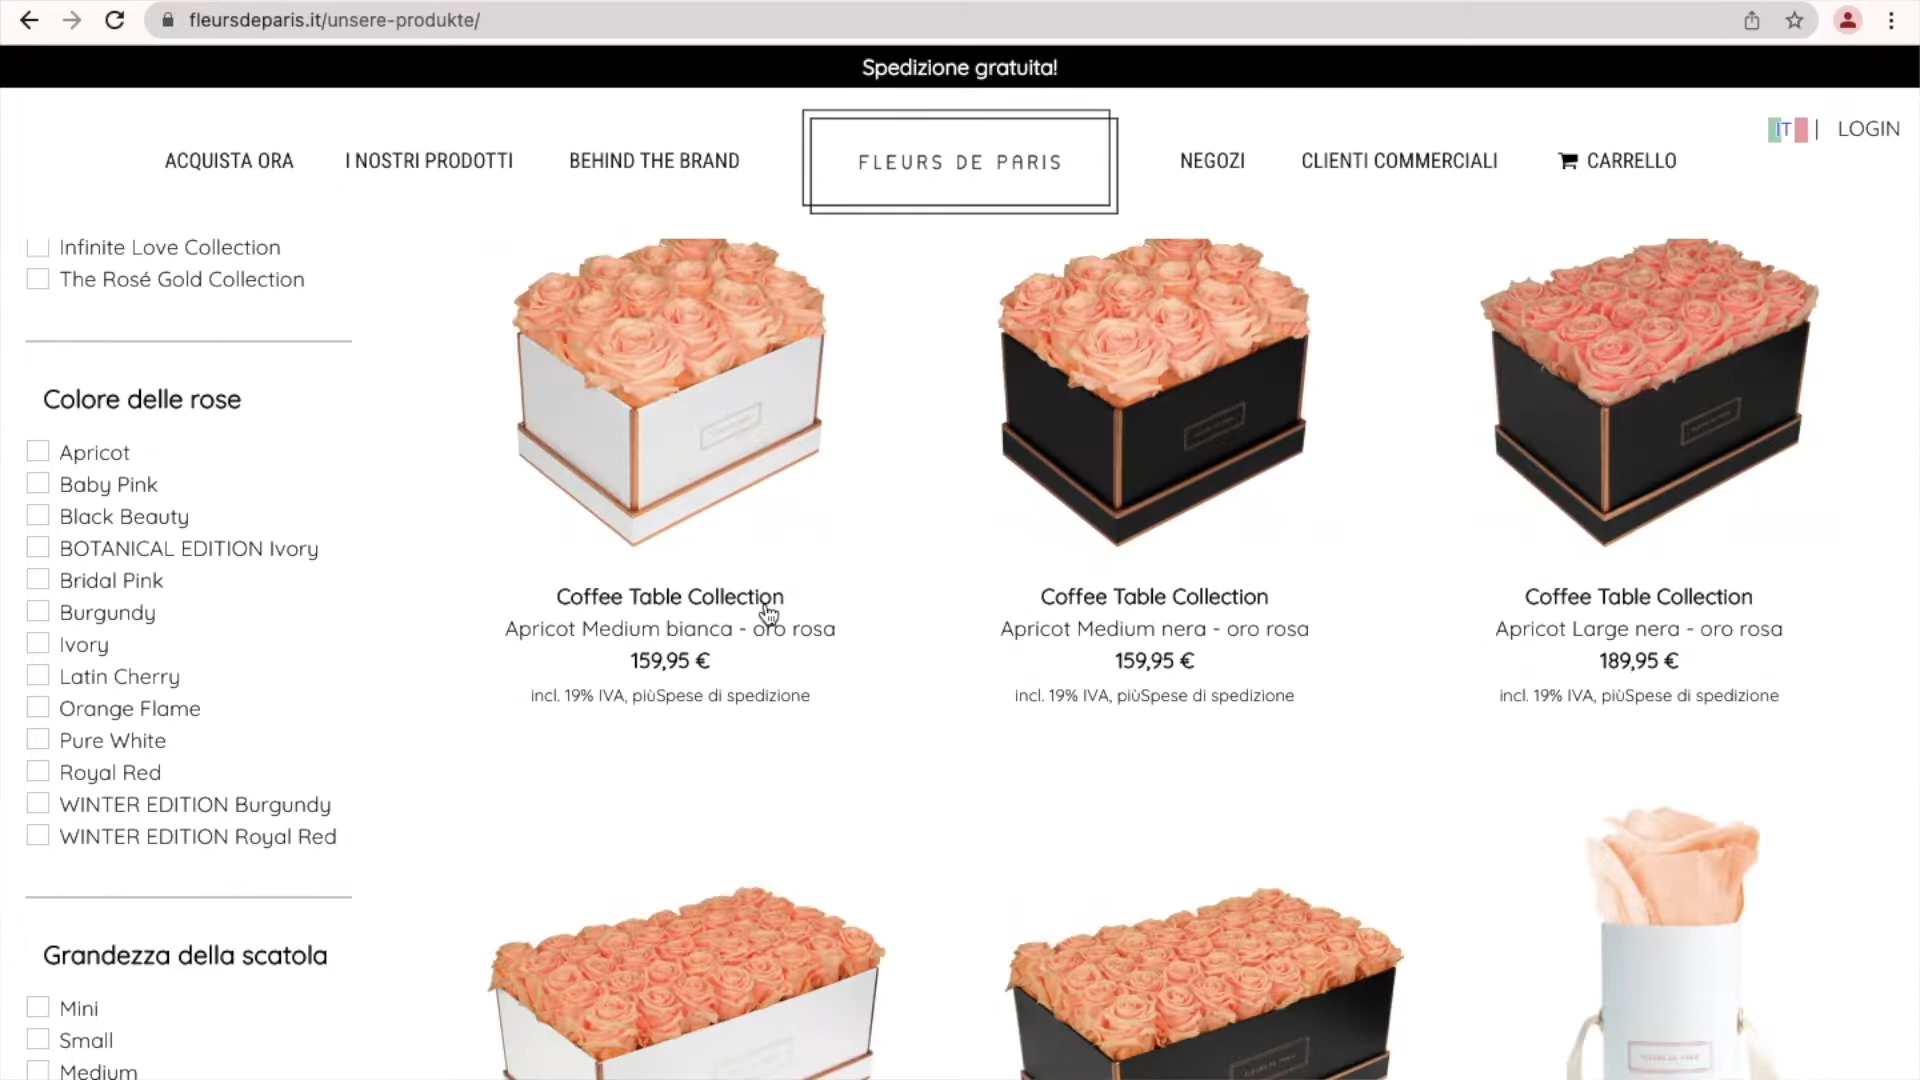 fleursdeparis.it/unsere-produkte/
Spedizione gratuita!
IT | LOGIN
ACQUISTA ORA
I NOSTRI PRODOTTI
BEHIND THE BRAND
FLEURS DE PARIS
NEGOZI
CLIENTI COMMERCIALI
CARRELLO
Infinite Love Collection
The Rosé Gold Collection
Colore delle rose
Apricot
Baby Pink
Black Beauty
BOTANICAL EDITION Ivory
Bridal Pink
Burgundy
Ivory
Latin Cherry
Orange Flame
Pure White
Royal Red
WINTER EDITION Burgundy
WINTER EDITION Royal Red
Grandezza della scatola
Mini
Small
Medium
Coffee Table Collection
Apricot Medium bianca - oro rosa
159,95 €
incl. 19% IVA, piùSpese di spedizione
Coffee Table Collection
Apricot Medium nera - oro rosa
159,95 €
incl. 19% IVA, piùSpese di spedizione
Coffee Table Collection
Apricot Large nera - oro rosa
189,95 €
incl. 19% IVA, piùSpese di spedizione
FLEURS DE PARIS